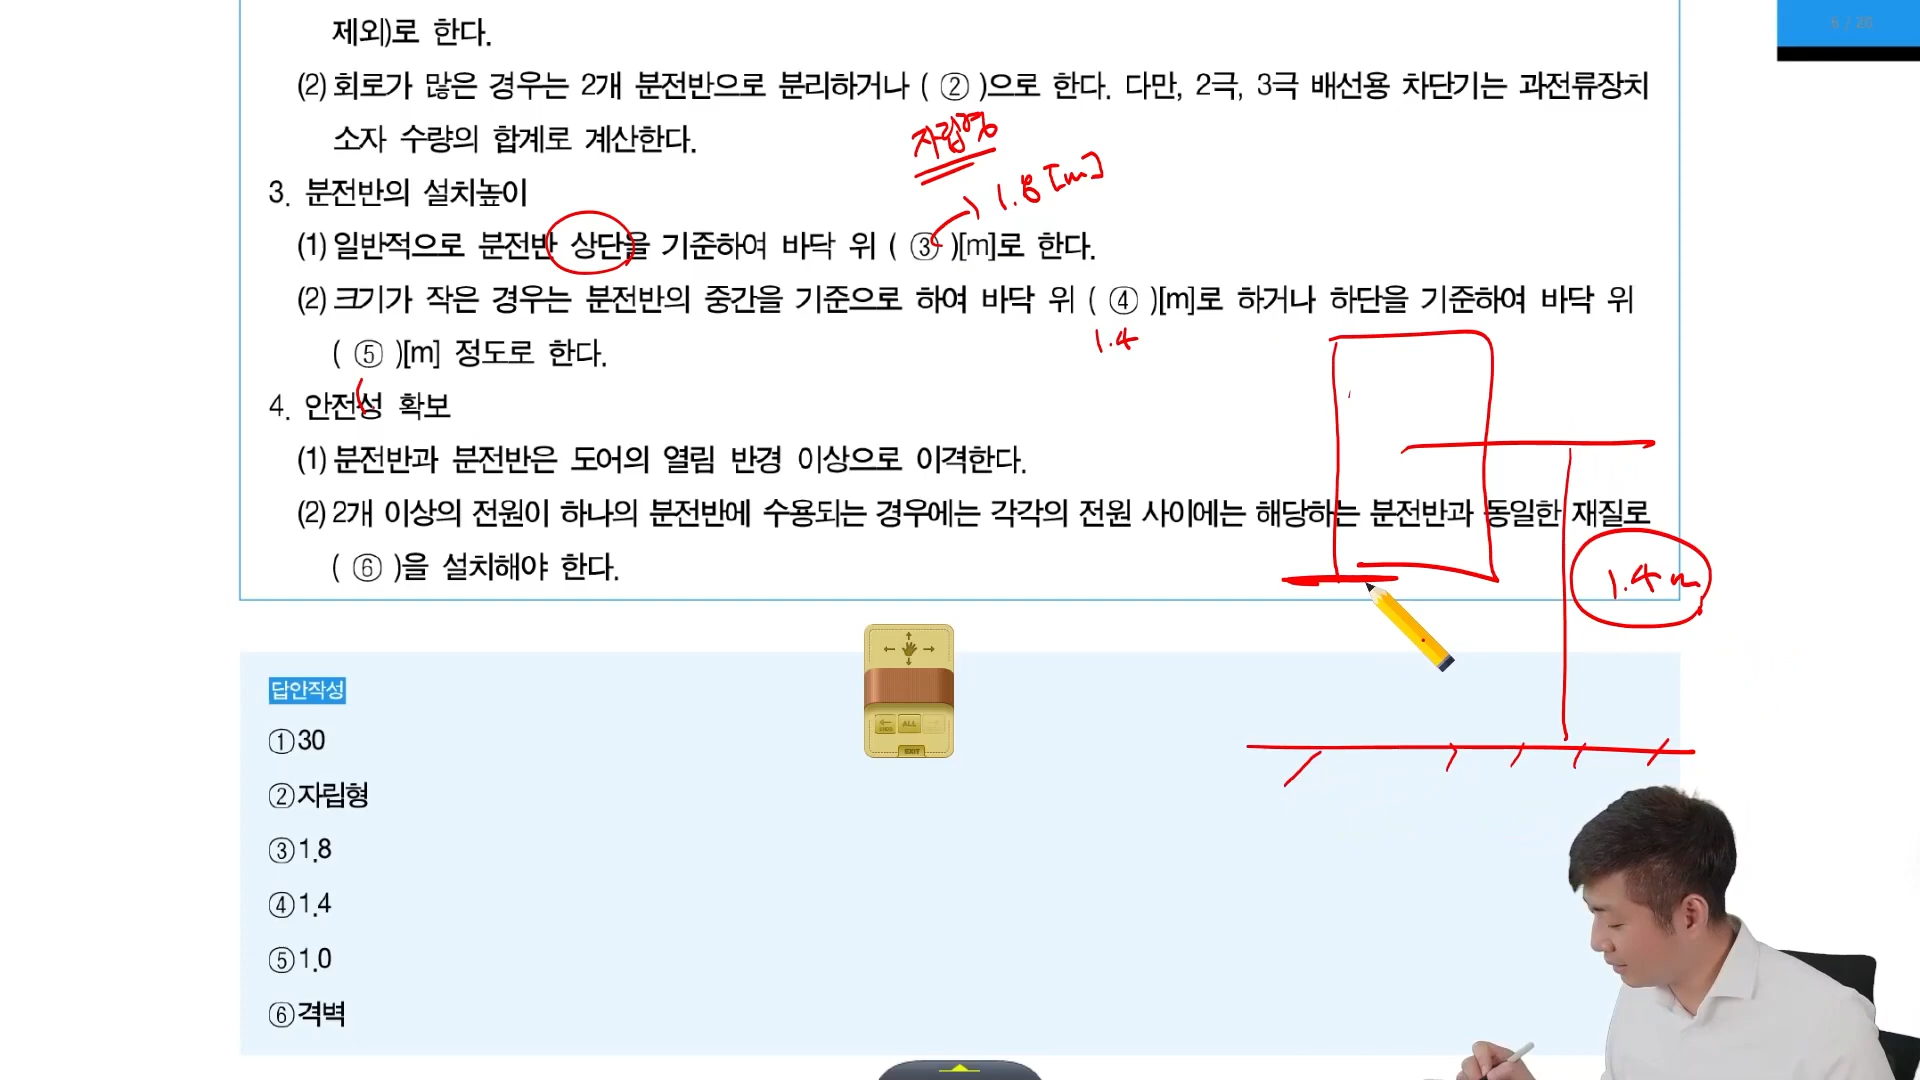 6 / 20
제외)로 한다.
(2) 회로가 많은 경우는 2개 분전반으로 분리하거나 ( ② )으로 한다. 다만, 2극, 3극 배선용 차단기는 과전류장치
소자 수량의 합계로 계산한다.
자립형
3. 분전반의 설치높이
1.8 [m]
(1) 일반적으로 분전반 상단을 기준하여 바닥 위 ( ③ )[m]로 한다.
(2) 크기가 작은 경우는 분전반의 중간을 기준으로 하여 바닥 위 ( ④ )[m]로 하거나 하단을 기준하여 바닥 위
1.4
( ⑤ )[m] 정도로 한다.
4. 안전성 확보
(1) 분전반과 분전반은 도어의 열림 반경 이상으로 이격한다.
(2) 2개 이상의 전원이 하나의 분전반에 수용되는 경우에는 각각의 전원 사이에는 해당하는 분전반과 동일한 재질로
( ⑥ )을 설치해야 한다.
1.4m
답안작성
① 30
② 자립형
③ 1.8
④ 1.4
⑤ 1.0
⑥ 격벽
ALL
EXIT